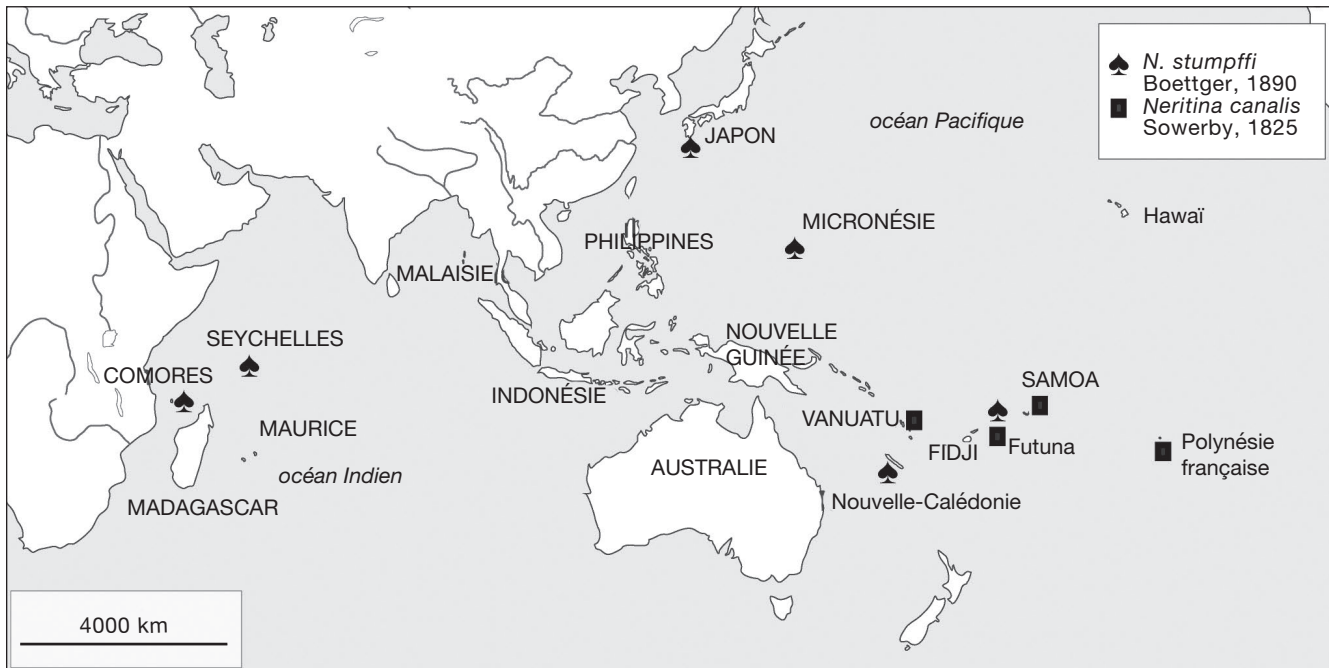 N. stumpffi
Boettger, 1890
Neritina canalis
Sowerby, 1825
JAPON
océan Pacifique
Hawaï
MICRONÉSIE
PHILIPPINES
MALAISIE
SEYCHELLES
NOUVELLE
GUINÉE
COMORES
INDONÉSIE
SAMOA
VANUATU
MAURICE
FIDJI
Futuna
Polynésie
française
océan Indien
AUSTRALIE
MADAGASCAR
Nouvelle-Calédonie
4000 km